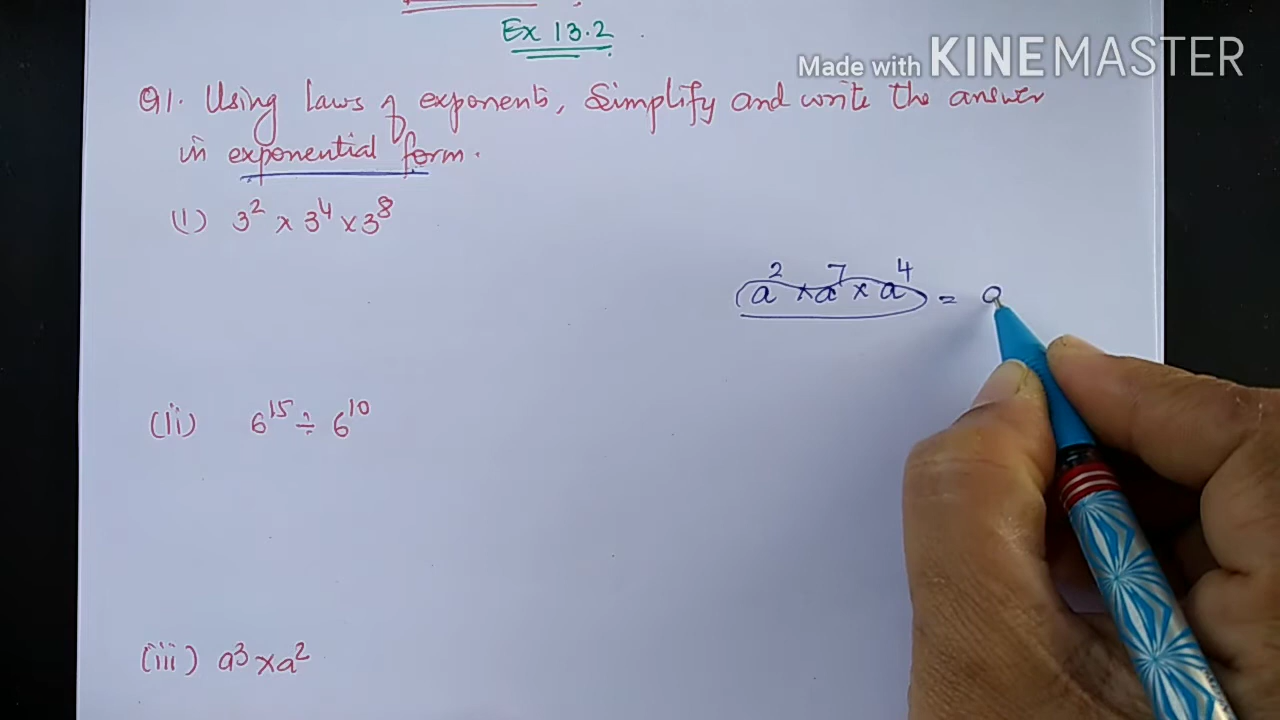 Ex 13.2
Made with KINEMASTER
Q1. Using laws of exponents, Simplify and write the answer
in exponential form.
(i) 3² × 3⁴ × 3⁸
a² × a⁷ × a⁴ = a
(ii) 6¹⁵ ÷ 6¹⁰
(iii) a³ × a²